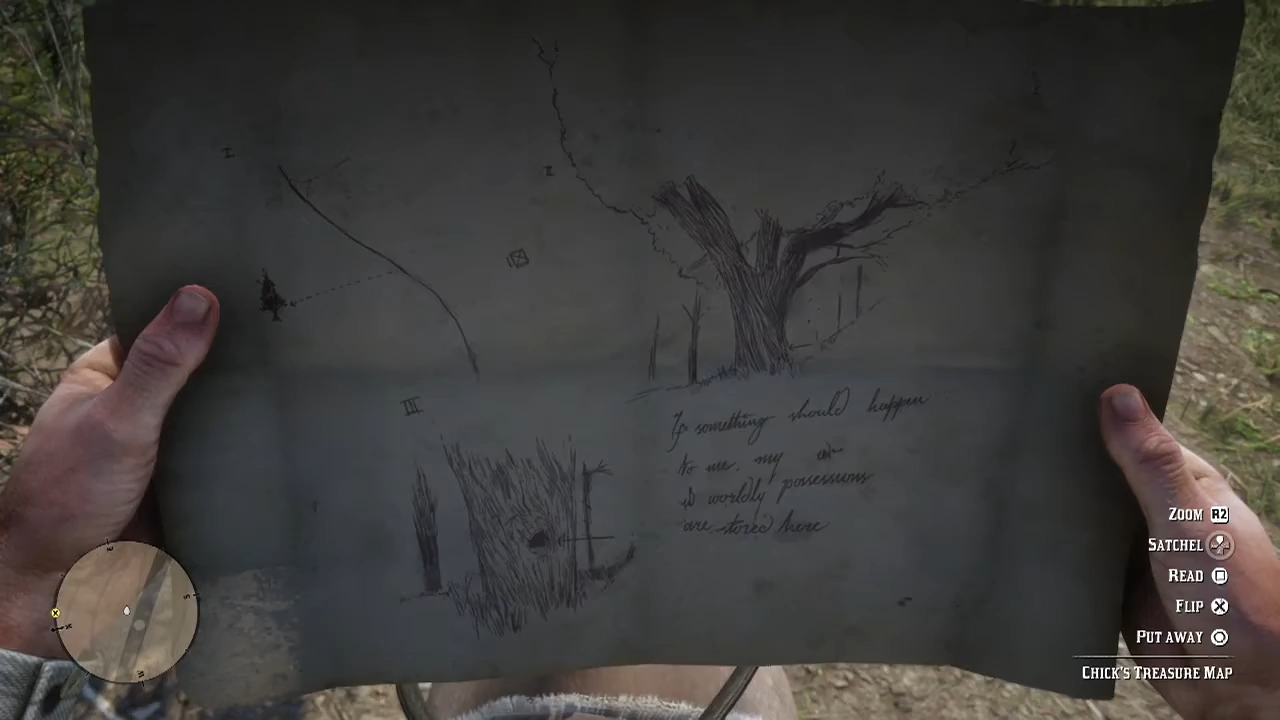 I
II
III
If something should happen
to me, my
worldly possessions
are stored here
ZOOM R2
SATCHEL
READ
FLIP
PUT AWAY
CHICK'S TREASURE MAP